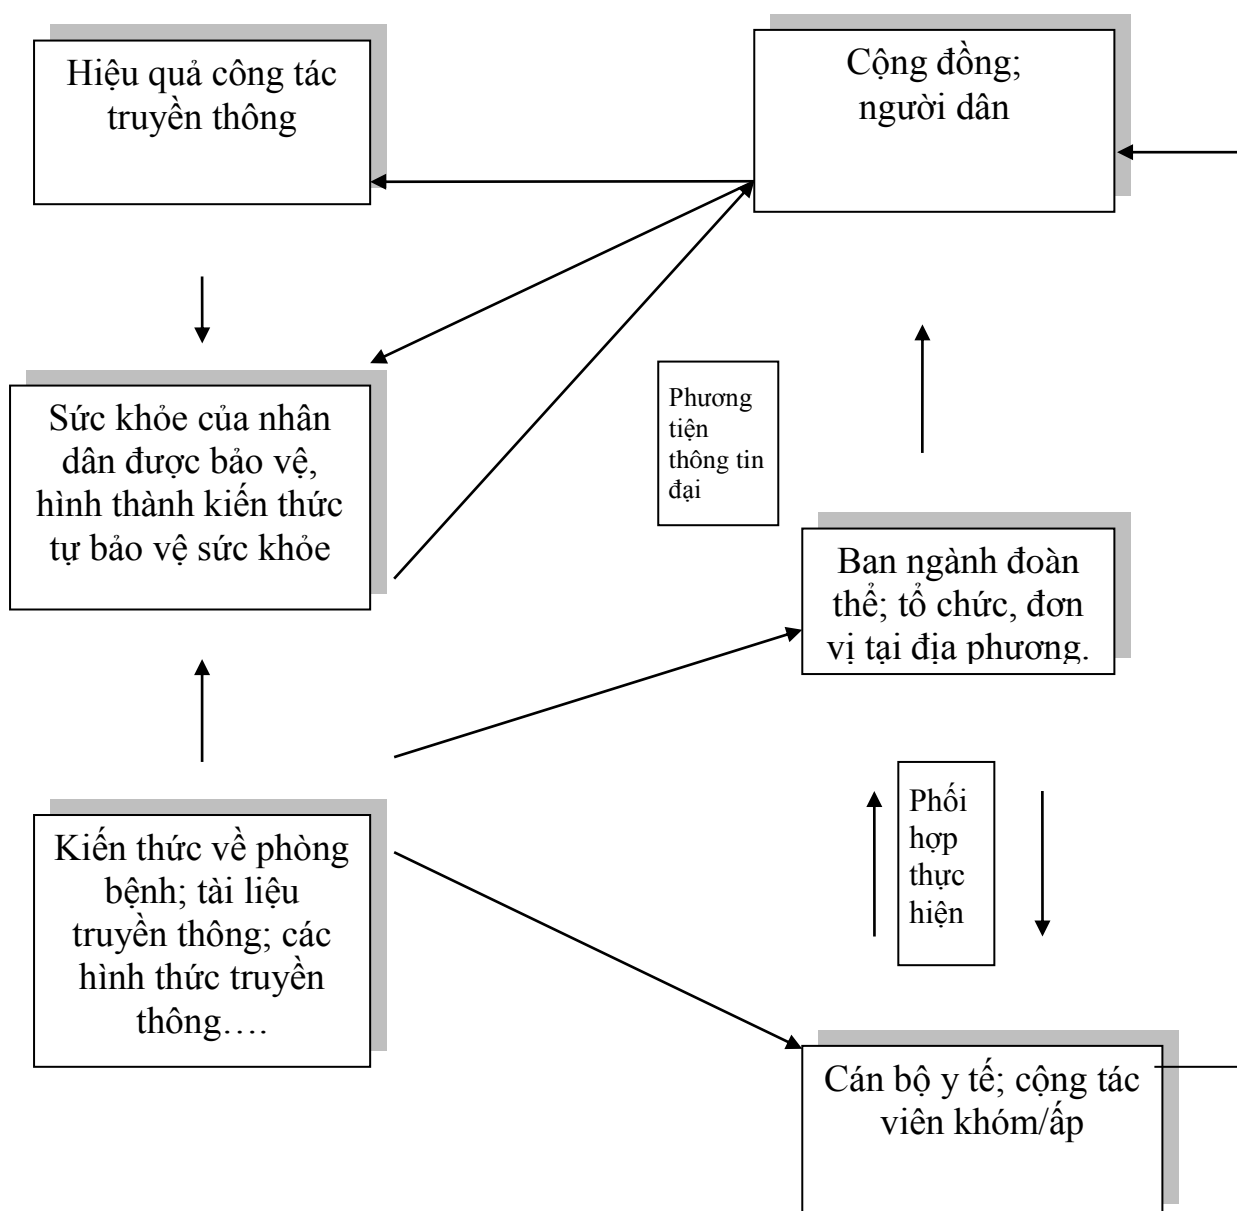 Hiệu quả công tác
truyền thông
Cộng đồng;
người dân
Phương
tiện
thông tin
đại
Sức khỏe của nhân
dân được bảo vệ,
hình thành kiến thức
tự bảo vệ sức khỏe
Ban ngành đoàn
thể; tổ chức, đơn
vị tại địa phương.
Phối
hợp
thực
hiện
Kiến thức về phòng
bệnh; tài liệu
truyền thông; các
hình thức truyền
thông….
Cán bộ y tế; cộng tác
viên khóm/ấp